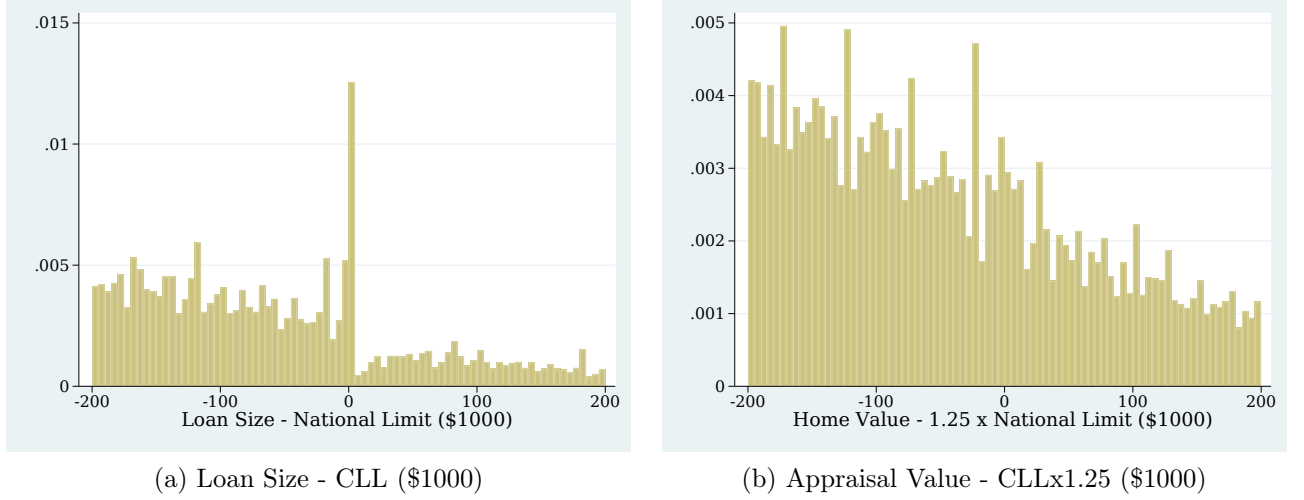 .015
.01
.005
0
-200 -100 0 100 200
Loan Size - National Limit ($1000)
(a) Loan Size - CLL ($1000)
.005
.004
.003
.002
.001
0
-200 -100 0 100 200
Home Value - 1.25 x National Limit ($1000)
(b) Appraisal Value - CLLx1.25 ($1000)